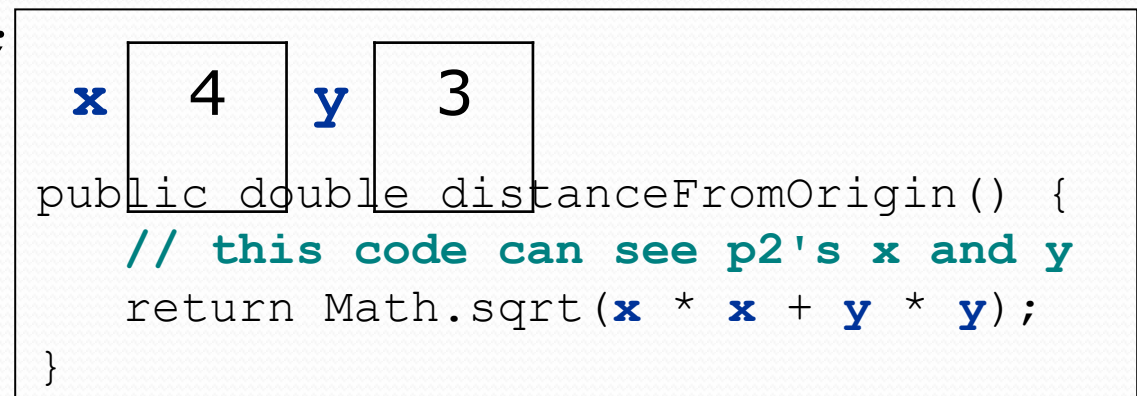 x 4 y 3
public double distanceFromOrigin() {
// this code can see p2's x and y
return Math.sqrt(x * x + y * y);
}